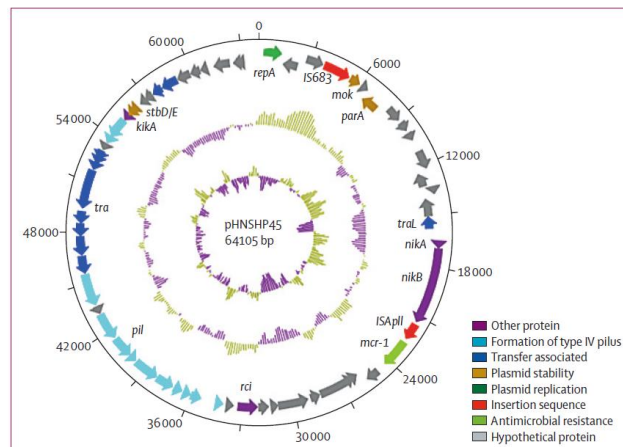 0
6000
12000
18000
24000
30000
36000
42000
48000
54000
60000
repA
IS683
mok
parA
traL
nikA
nikB
ISApII
mcr-1
rci
pil
tra
kikA
stbD/E
pHNSHP45
64105 bp
Other protein
Formation of type IV pilus
Transfer associated
Plasmid stability
Plasmid replication
Insertion sequence
Antimicrobial resistance
Hypothetical protein